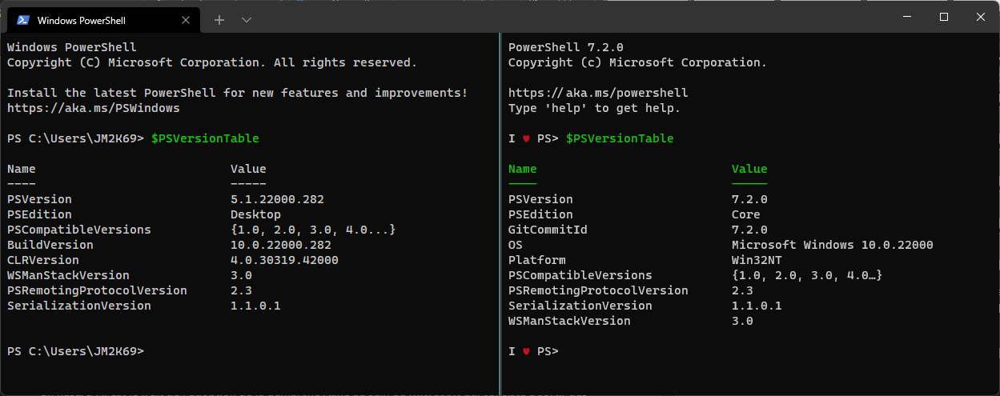 Windows PowerShell
Windows PowerShell
Copyright (C) Microsoft Corporation. All rights reserved.
Install the latest PowerShell for new features and improvements!
https://aka.ms/PSWindows
PS C:\Users\JM2K69> $PSVersionTable
Name Value
---- -----
PSVersion 5.1.22000.282
PSEdition Desktop
PSCompatibleVersions {1.0, 2.0, 3.0, 4.0...}
BuildVersion 10.0.22000.282
CLRVersion 4.0.30319.42000
WSManStackVersion 3.0
PSRemotingProtocolVersion 2.3
SerializationVersion 1.1.0.1
PS C:\Users\JM2K69>
PowerShell 7.2.0
Copyright (c) Microsoft Corporation.
https://aka.ms/powershell
Type 'help' to get help.
I ♥ PS> $PSVersionTable
Name Value
---- -----
PSVersion 7.2.0
PSEdition Core
GitCommitId 7.2.0
OS Microsoft Windows 10.0.22000
Platform Win32NT
PSCompatibleVersions {1.0, 2.0, 3.0, 4.0…}
PSRemotingProtocolVersion 2.3
SerializationVersion 1.1.0.1
WSManStackVersion 3.0
I ♥ PS>